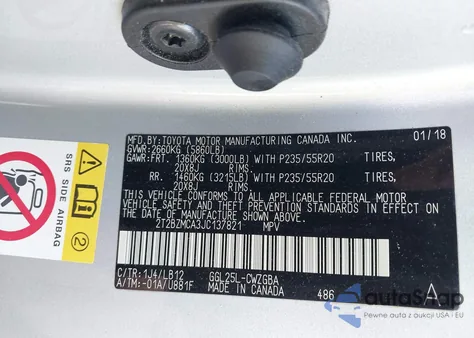 MFD.BY:TOYOTA MOTOR MANUFACTURING CANADA INC. 01/18
GVWR:2660KG (5860LB)
GAWR:FRT. 1360KG (3000LB) WITH P235/55R20 TIRES,
20X8J RIMS.
RR. 1460KG (3215LB) WITH P235/55R20 TIRES,
20X8J RIMS.
THIS VEHICLE CONFORMS TO ALL APPLICABLE FEDERAL MOTOR
VEHICLE SAFETY AND THEFT PREVENTION STANDARDS IN EFFECT
ON THE DATE OF MANUFACTURE SHOWN ABOVE.
2T2BZMCA3JC137821 MPV
SRS SIDE AIRBAG
2
C/TR:1J4/LB12 GGL25L-CWZGBA
A/TM:-01A/U881F MADE IN CANADA 486 A
autoSnap
Pewne auta z aukcji USA i EU